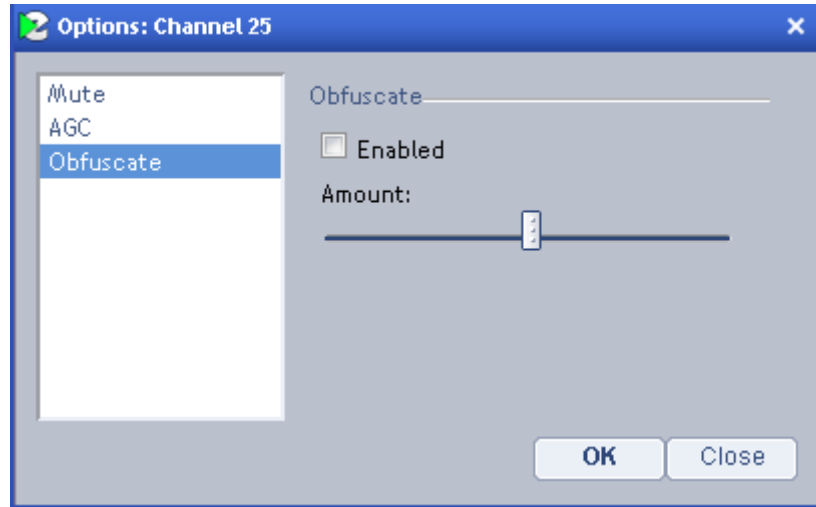 Options: Channel 25
Mute
AGC
Obfuscate
Obfuscate
Enabled
Amount:
OK
Close